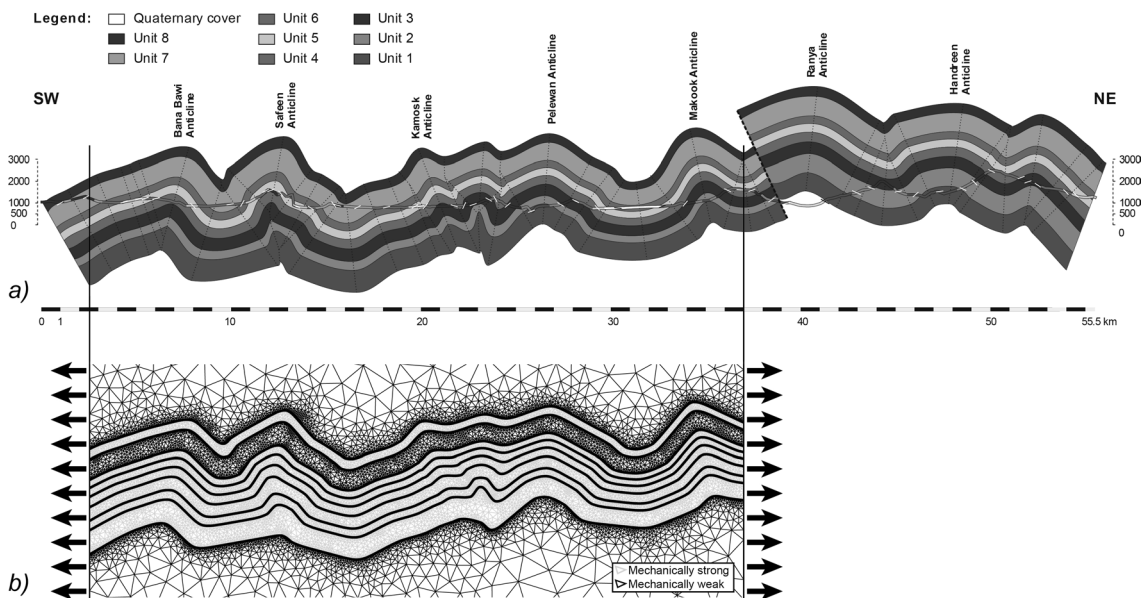 Legend: Quaternary cover Unit 6 Unit 3
Unit 8 Unit 5 Unit 2
Unit 7 Unit 4 Unit 1
SW
NE
Bana Bawi
Anticline
Safeen
Anticline
Kamosk
Anticline
Pelewan Anticline
Makook Anticline
Ranya
Anticline
Handreen
Anticline
3000
2000
1000
500
0
3000
2000
1000
500
0
a)
0 1 10 20 30 40 50 55.5 km
b)
Mechanically strong
Mechanically weak